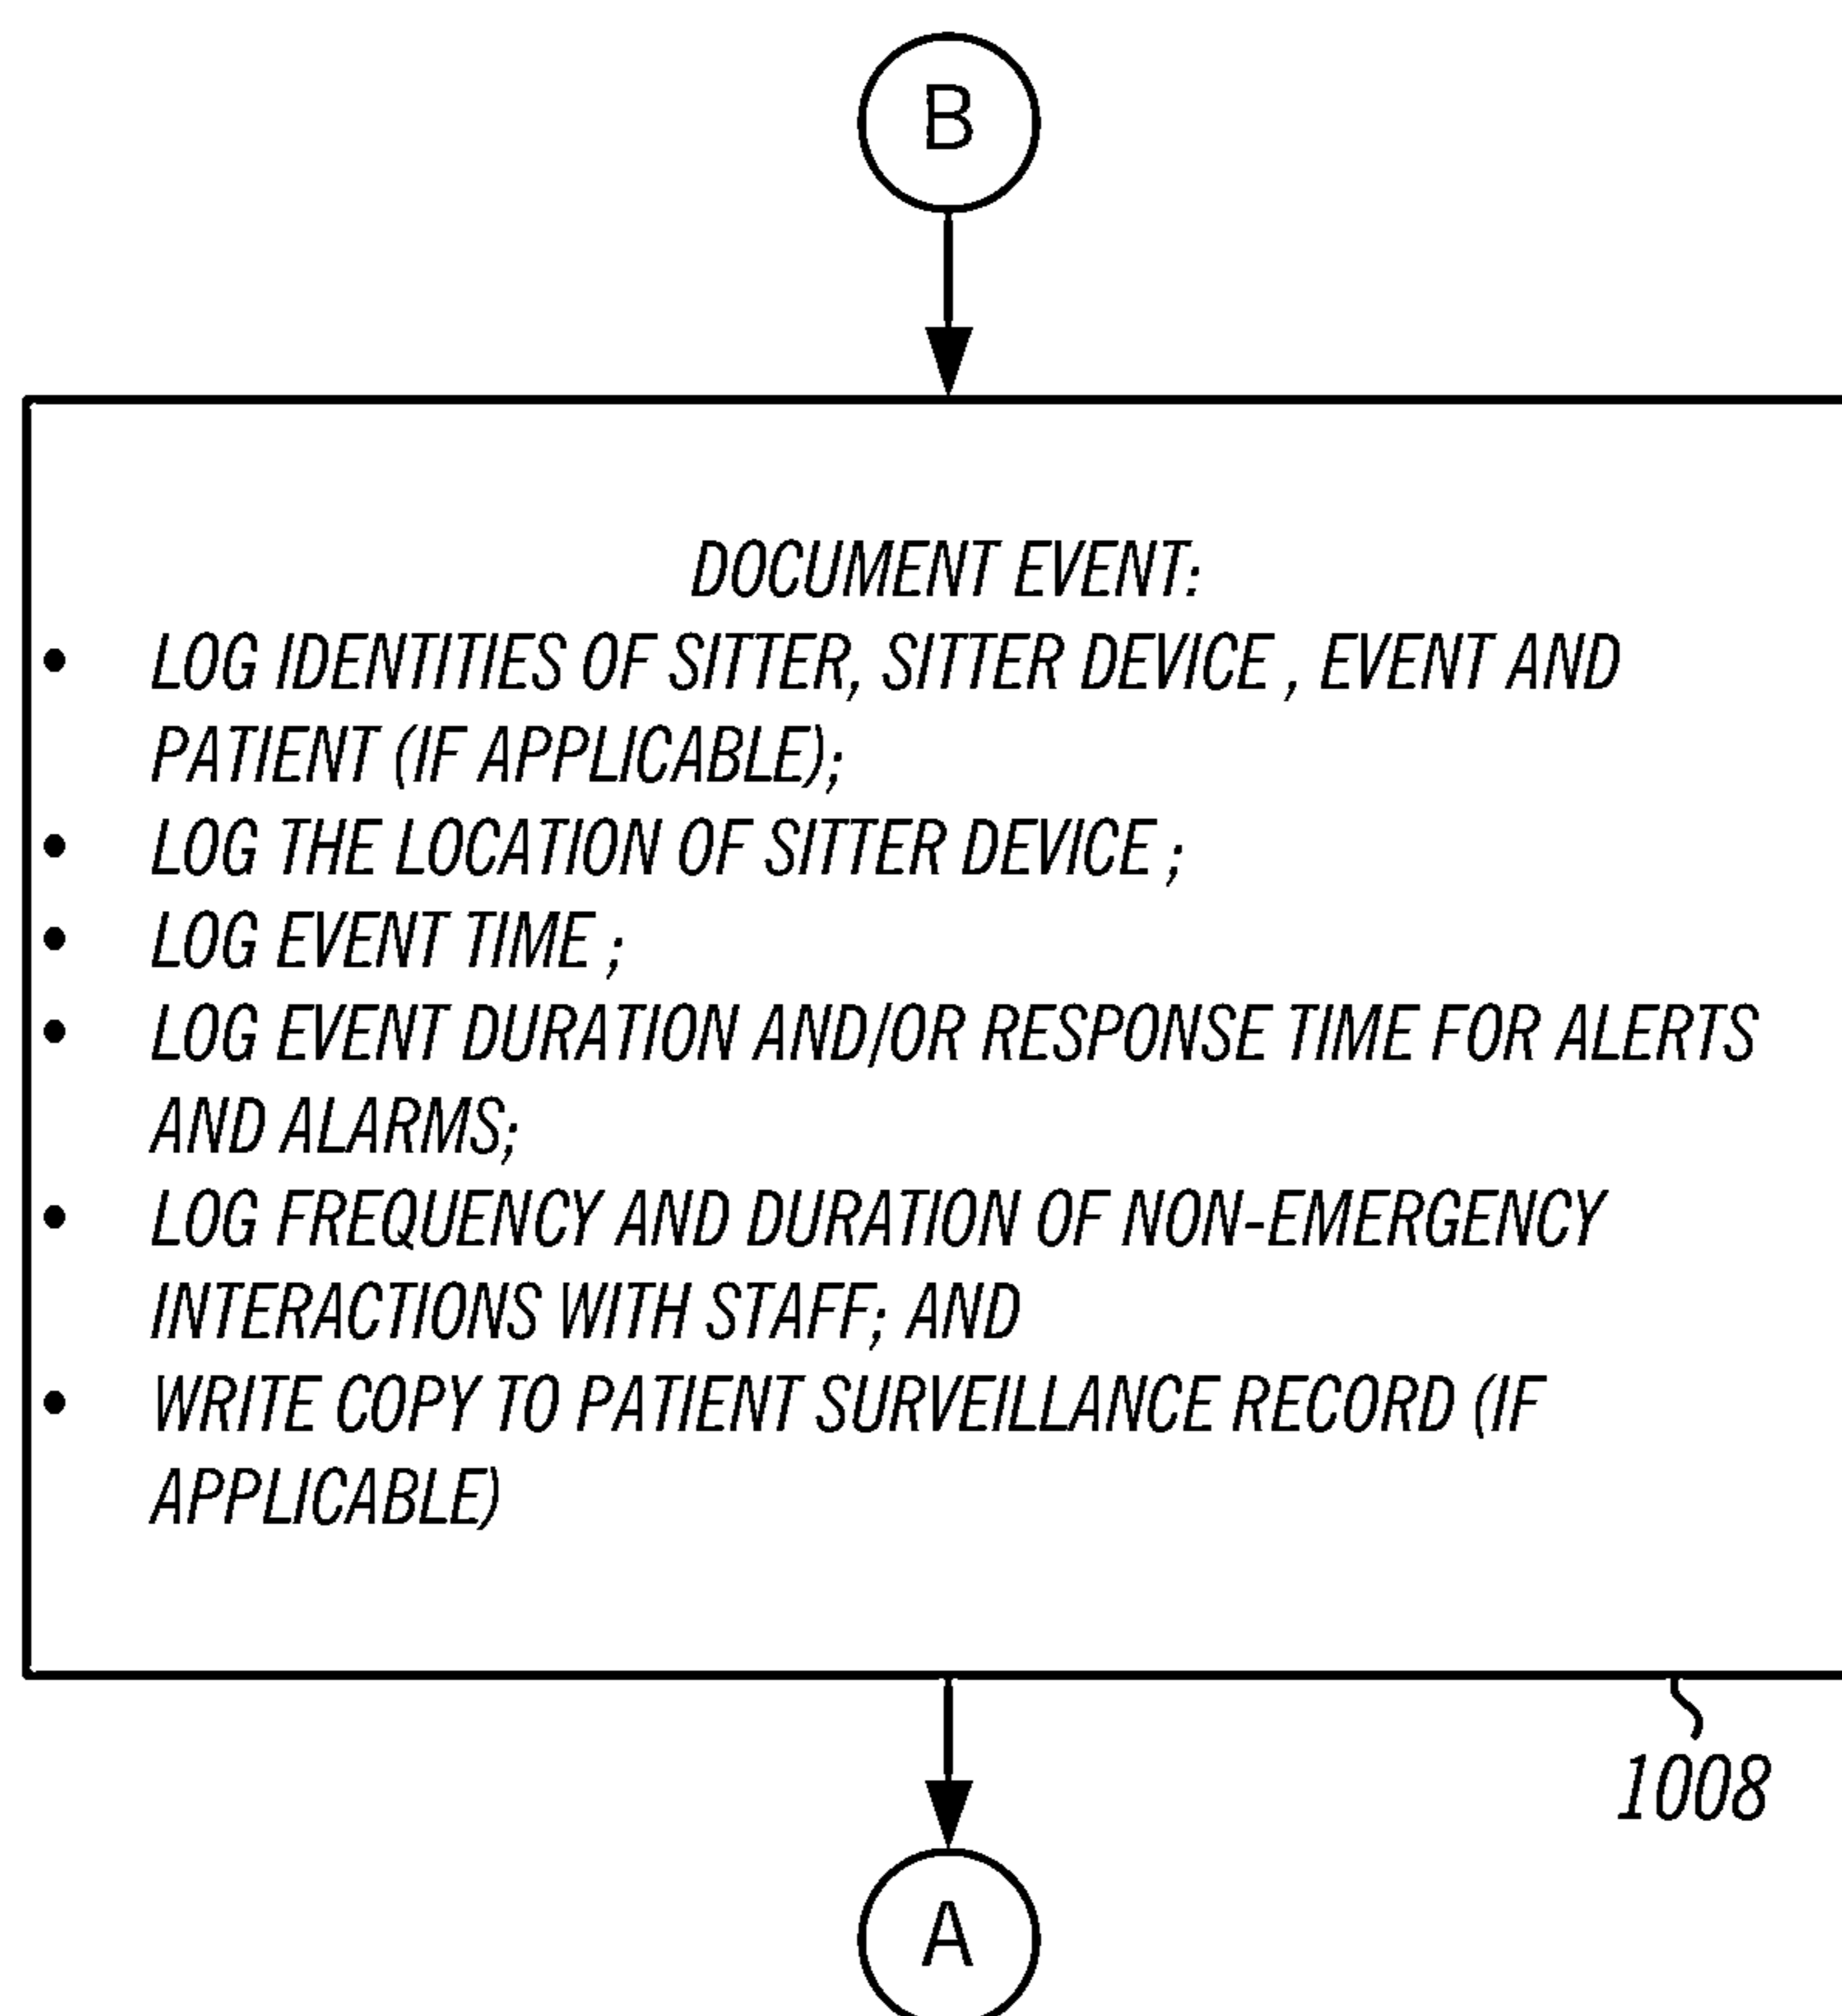 B
DOCUMENT EVENT:
• LOG IDENTITIES OF SITTER, SITTER DEVICE , EVENT AND
PATIENT (IF APPLICABLE);
• LOG THE LOCATION OF SITTER DEVICE ;
• LOG EVENT TIME ;
• LOG EVENT DURATION AND/OR RESPONSE TIME FOR ALERTS
AND ALARMS;
• LOG FREQUENCY AND DURATION OF NON-EMERGENCY
INTERACTIONS WITH STAFF; AND
• WRITE COPY TO PATIENT SURVEILLANCE RECORD (IF
APPLICABLE)
1008
A